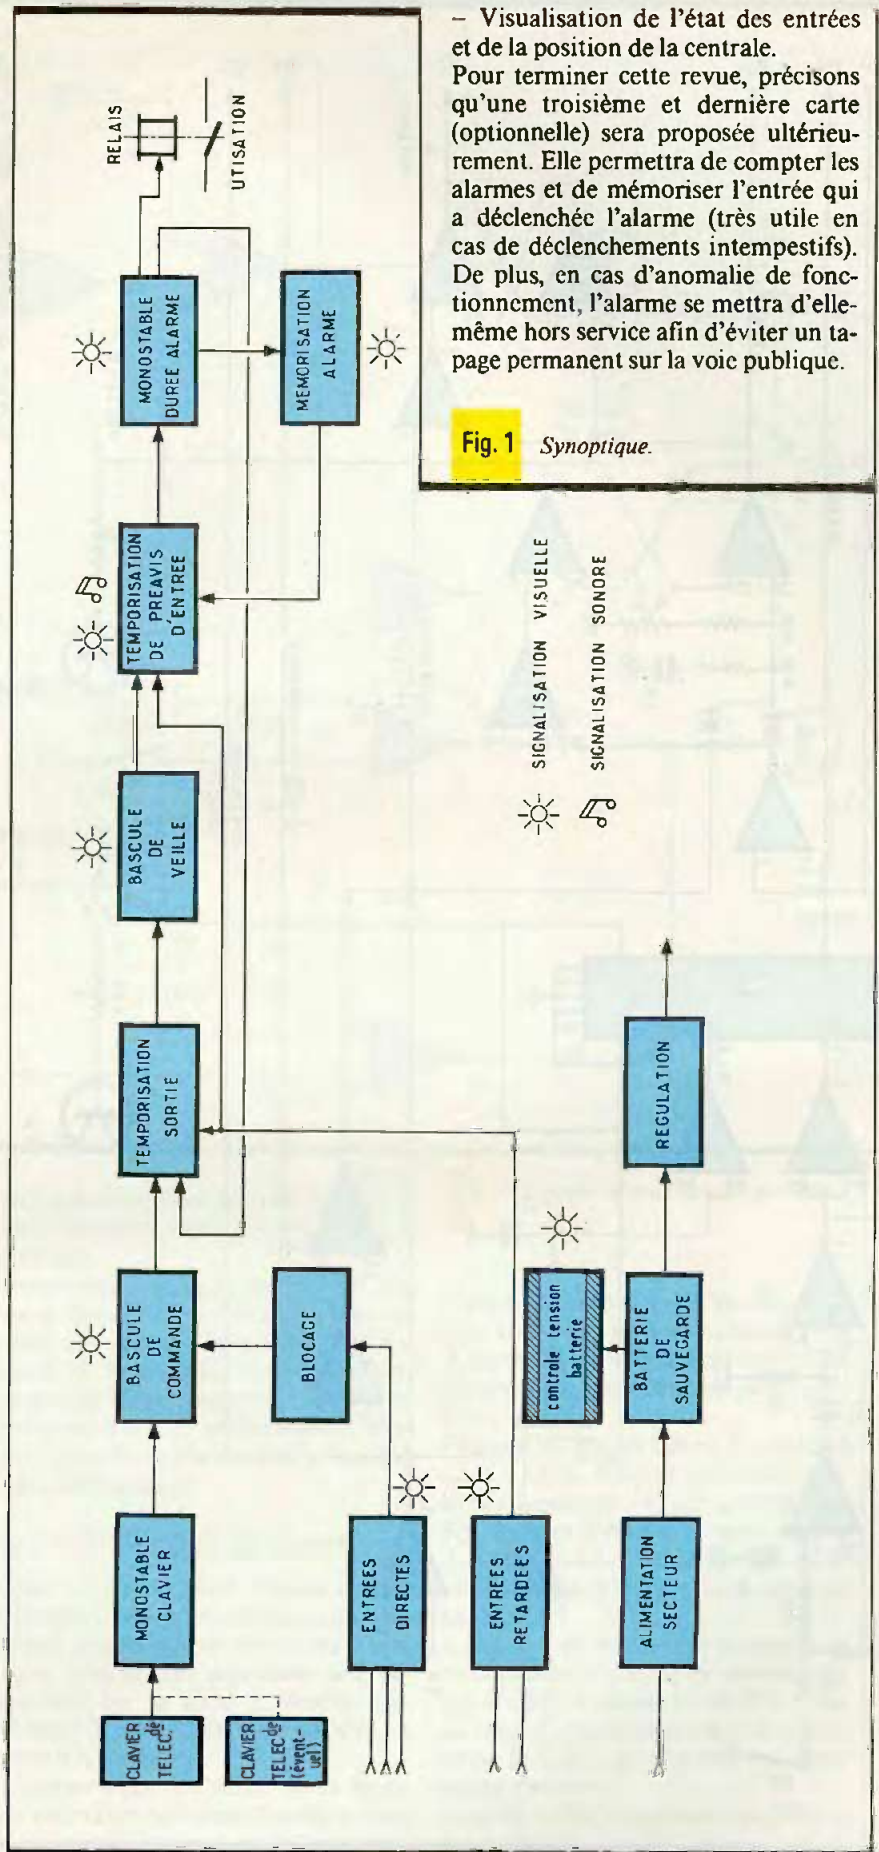 – Visualisation de l'état des entrées
et de la position de la centrale.
Pour terminer cette revue, précisons
qu'une troisième et dernière carte
(optionnelle) sera proposée ultérieu-
rement. Elle permettra de compter les
alarmes et de mémoriser l'entrée qui
a déclenchée l'alarme (très utile en
cas de déclenchements intempestifs).
De plus, en cas d'anomalie de fonc-
tionnement, l'alarme se mettra d'elle-
même hors service afin d'éviter un ta-
page permanent sur la voie publique.
Fig. 1 Synoptique.
CLAVIER
TELEC.de
CLAVIER
TELEC de
(évent-
uel)
MONOSTABLE
CLAVIER
BASCULE
DE
COMMANDE
TEMPORISATION
SORTIE
BASCULE
DE
VEILLE
TEMPORISATION
DE PREAVIS
D'ENTREE
MONOSTABLE
DUREE ALARME
RELAIS
UTISATION
MEMORISATION
ALARME
BLOCAGE
ENTREES
DIRECTES
ENTREES
RETARDEES
ALIMENTATION
SECTEUR
BATTERIE
DE
SAUVEGARDE
controle tension
batterie
REGULATION
SIGNALISATION VISUELLE
SIGNALISATION SONORE